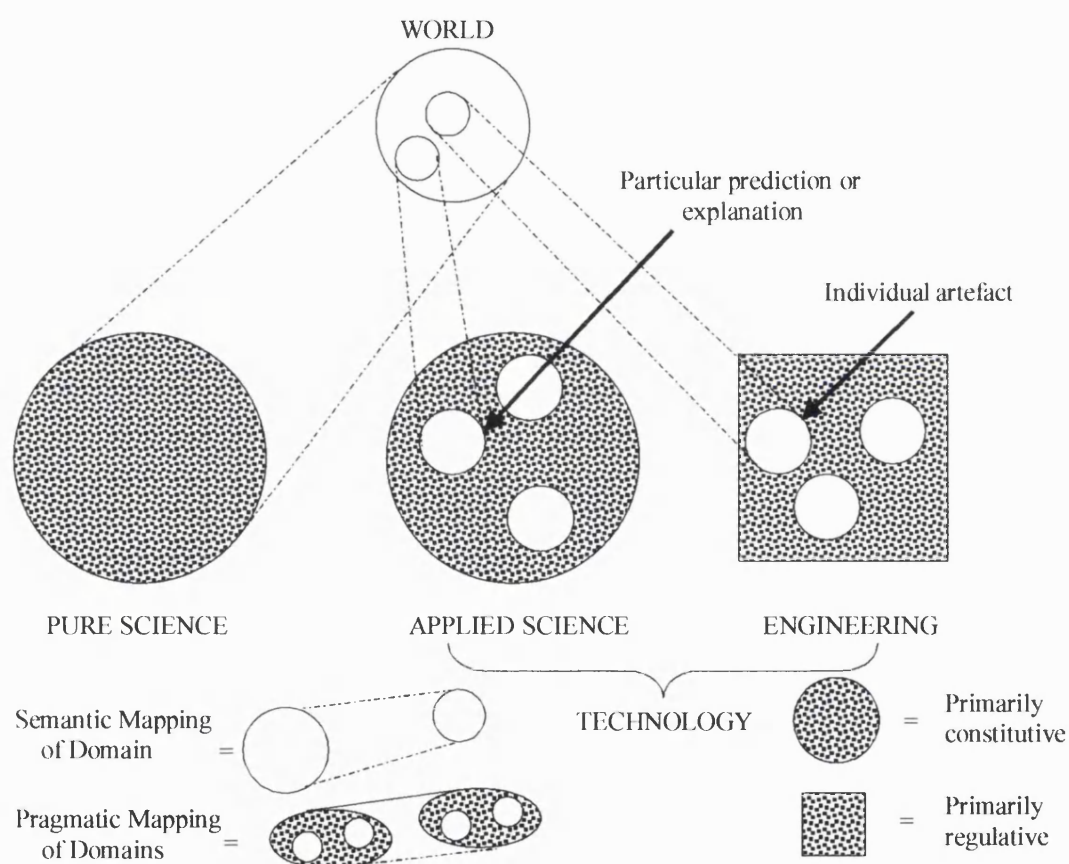 WORLD
Particular prediction or
explanation
Individual artefact
PURE SCIENCE
APPLIED SCIENCE
ENGINEERING
TECHNOLOGY
Semantic Mapping
of Domain
=
=
Primarily
constitutive
Pragmatic Mapping
of Domains
=
=
Primarily
regulative